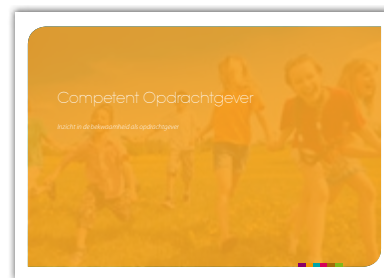 Competent Opdrachtgever
Inzicht in de bekwaamheid als opdrachtgever